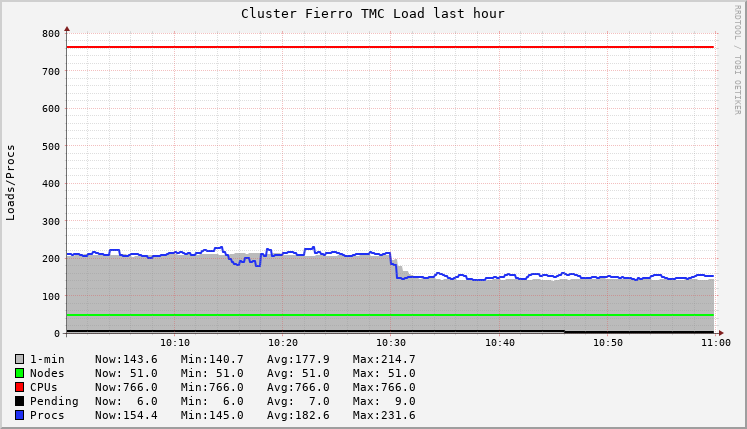 Cluster Fierro TMC Load last hour
RRDTOOL / TOBI OETIKER
Loads/Procs
800
700
600
500
400
300
200
100
0
10:10 10:20 10:30 10:40 10:50 11:00
1-min Now:143.6 Min:140.7 Avg:177.9 Max:214.7
Nodes Now: 51.0 Min: 51.0 Avg: 51.0 Max: 51.0
CPUs Now:766.0 Min:766.0 Avg:766.0 Max:766.0
Pending Now: 6.0 Min: 6.0 Avg: 7.0 Max: 9.0
Procs Now:154.4 Min:145.0 Avg:182.6 Max:231.6